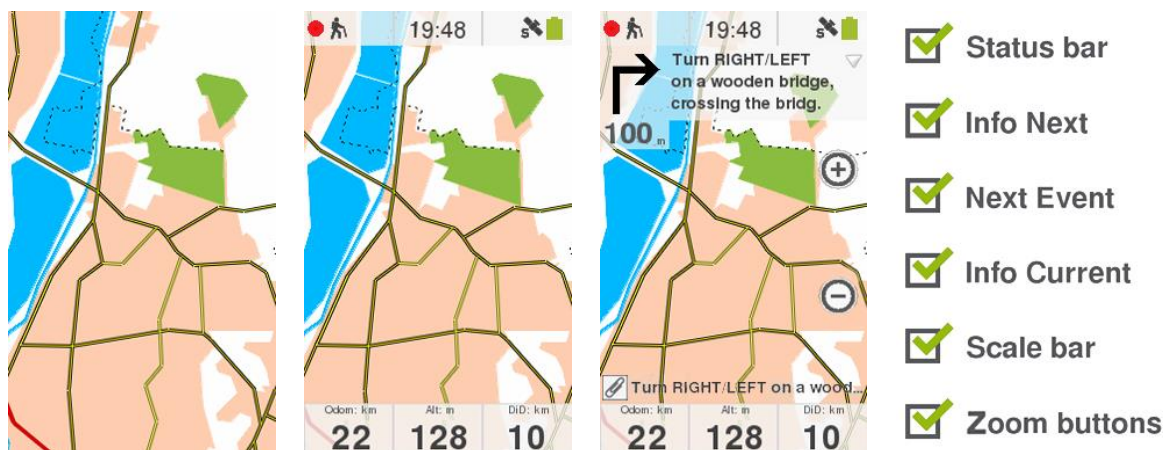 19:48
S
Odom: km
Alt: m
DiD: km
22
128
10
19:48
S
Turn RIGHT/LEFT
on a wooden bridge,
crossing the bridg.
100 m
Turn RIGHT/LEFT on a wood...
Odom: km
Alt: m
DiD: km
22
128
10
Status bar
Info Next
Next Event
Info Current
Scale bar
Zoom buttons